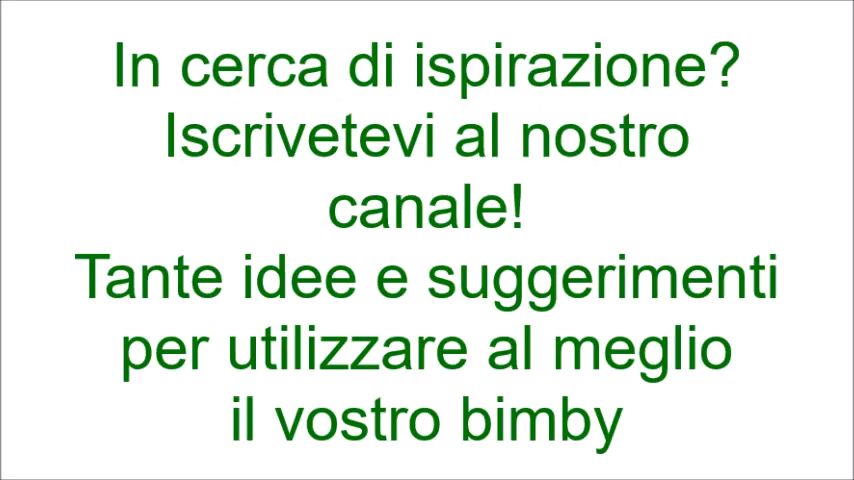 In cerca di ispirazione?
Iscrivetevi al nostro
canale!
Tante idee e suggerimenti
per utilizzare al meglio
il vostro bimby